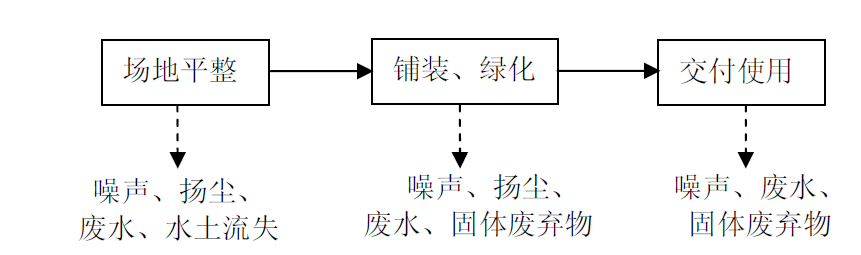 场地平整
铺装、绿化
交付使用
噪声、扬尘、
废水、水土流失
噪声、扬尘、
废水、固体废弃物
噪声、废水、
固体废弃物